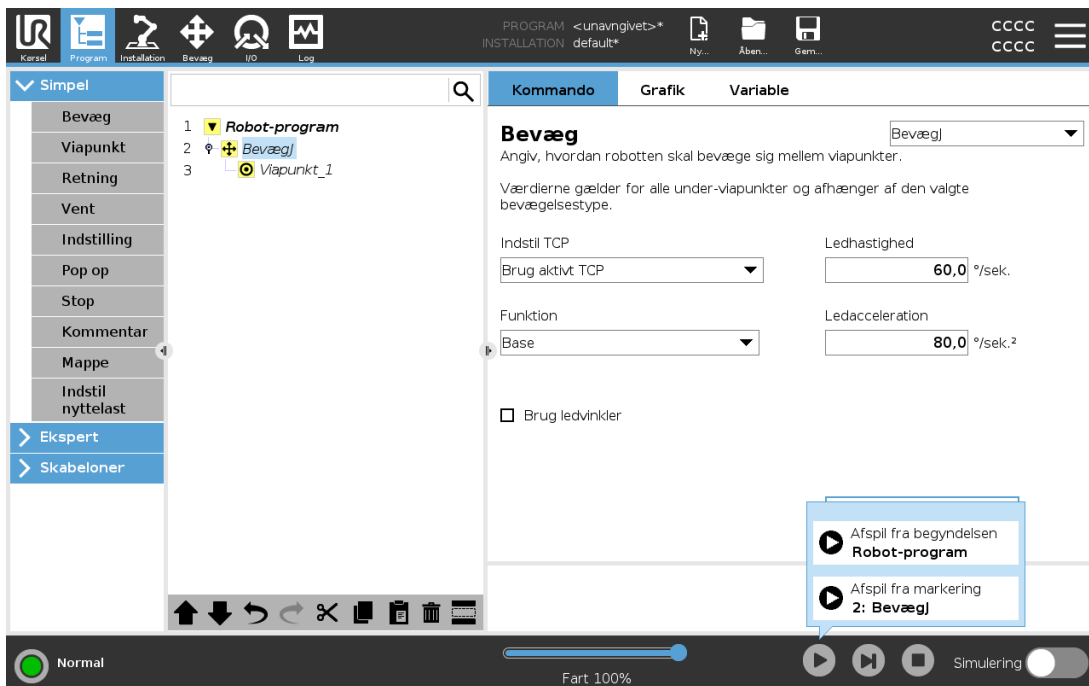 PROGRAM <unavngivet>*
INSTALLATION default*
CCCC
CCCC
Kørsel
Program
Installation
Bevæg
I/O
Log
Ny...
Åben...
Gem...
Simpel
Bevæg
Viapunkt
Retning
Vent
Indstilling
Pop op
Stop
Kommentar
Mappe
Indstil
nyttelast
Ekspert
Skabeloner
1 Robot-program
2 BevægJ
3 Viapunkt_1
Kommando Grafik Variable
Bevæg
BevægJ
Angiv, hvordan robotten skal bevæge sig mellem viapunkter.
Værdierne gælder for alle under-viapunkter og afhænger af den valgte
bevægelsestype.
Indstil TCP
Brug aktivt TCP
Ledhastighed
60,0 °/sek.
Funktion
Base
Ledacceleration
80,0 °/sek.²
Brug ledvinkler
Afspil fra begyndelsen
Robot-program
Afspil fra markering
2: BevægJ
Normal
Fart 100%
Simulering